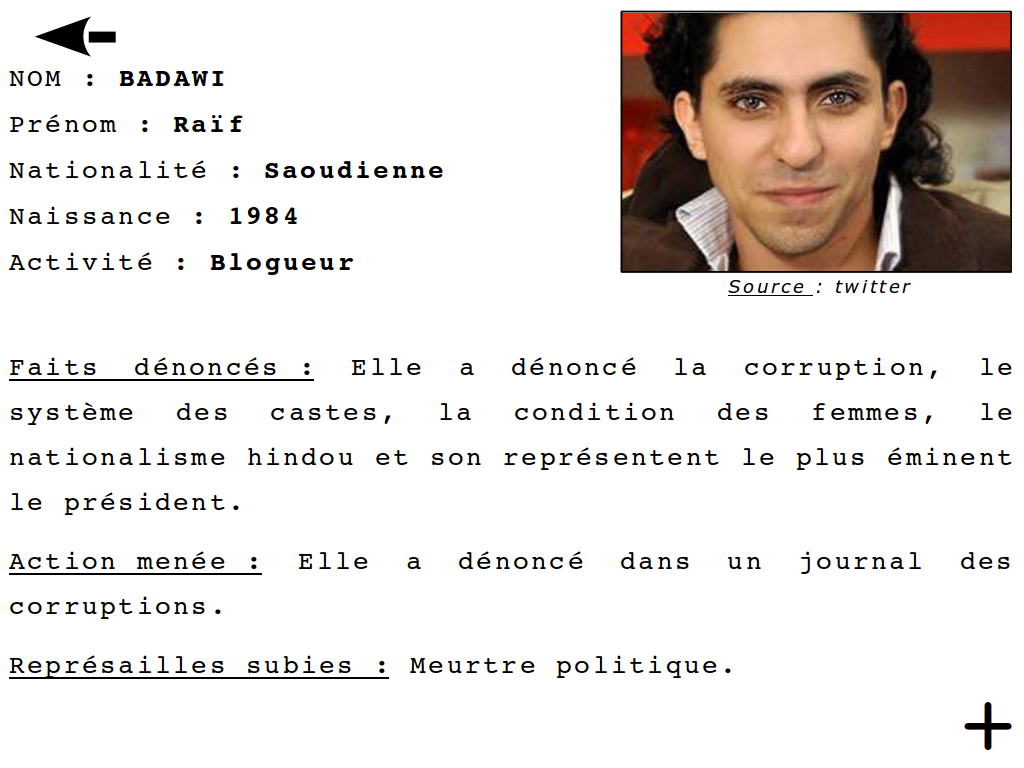 NOM : BADAWI
Prénom : Raïf
Nationalité : Saoudienne
Naissance : 1984
Activité : Blogueur
Source : twitter
Faits dénoncés : Elle a dénoncé la corruption, le
système des castes, la condition des femmes, le
nationalisme hindou et son représentent le plus éminent
le président.
Action menée : Elle a dénoncé dans un journal des
corruptions.
Représailles subies : Meurtre politique.